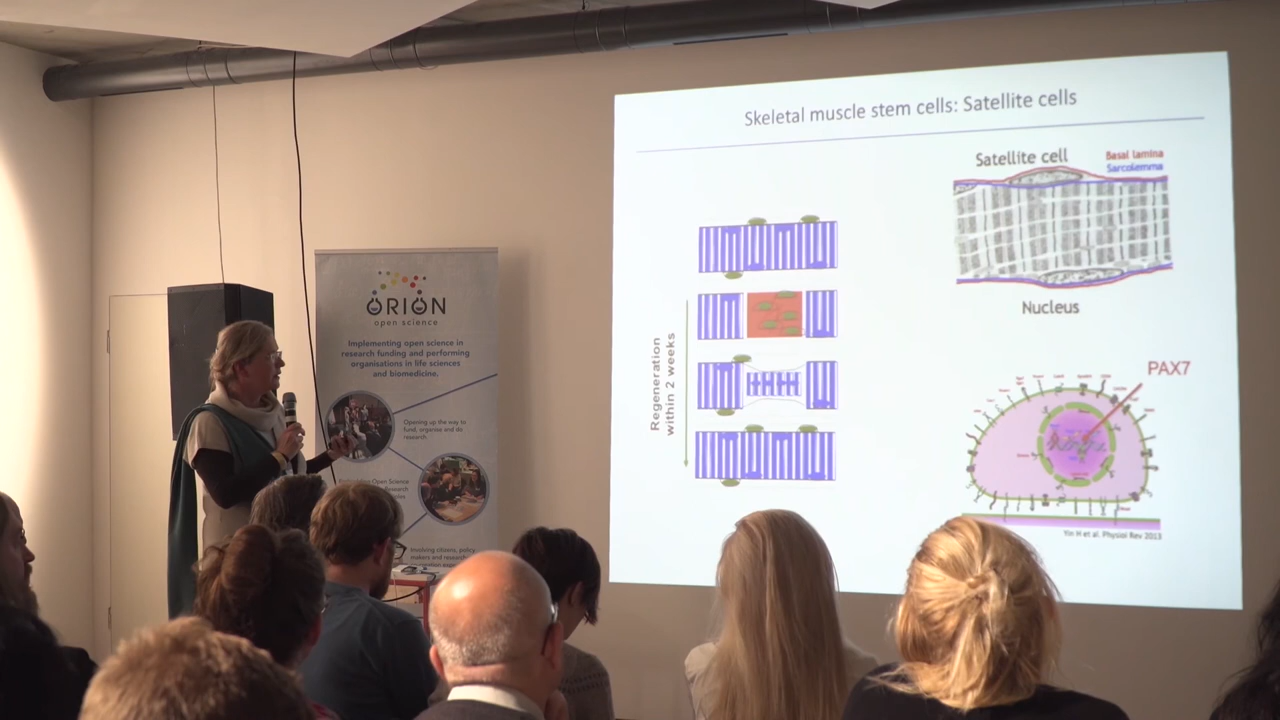 Skeletal muscle stem cells: Satellite cells
Satellite cell
Basal lamina
Sarcolemma
Nucleus
Regeneration
within 2 weeks
PAX7
Yin H et al. Physiol Rev 2013
ORION
open science
Implementing open science in
research funding and performing
organisations in life sciences
and biomedicine.
Opening up the way to
fund, organise and do
research
Open Science
Research
Involving citizens, policy
makers and